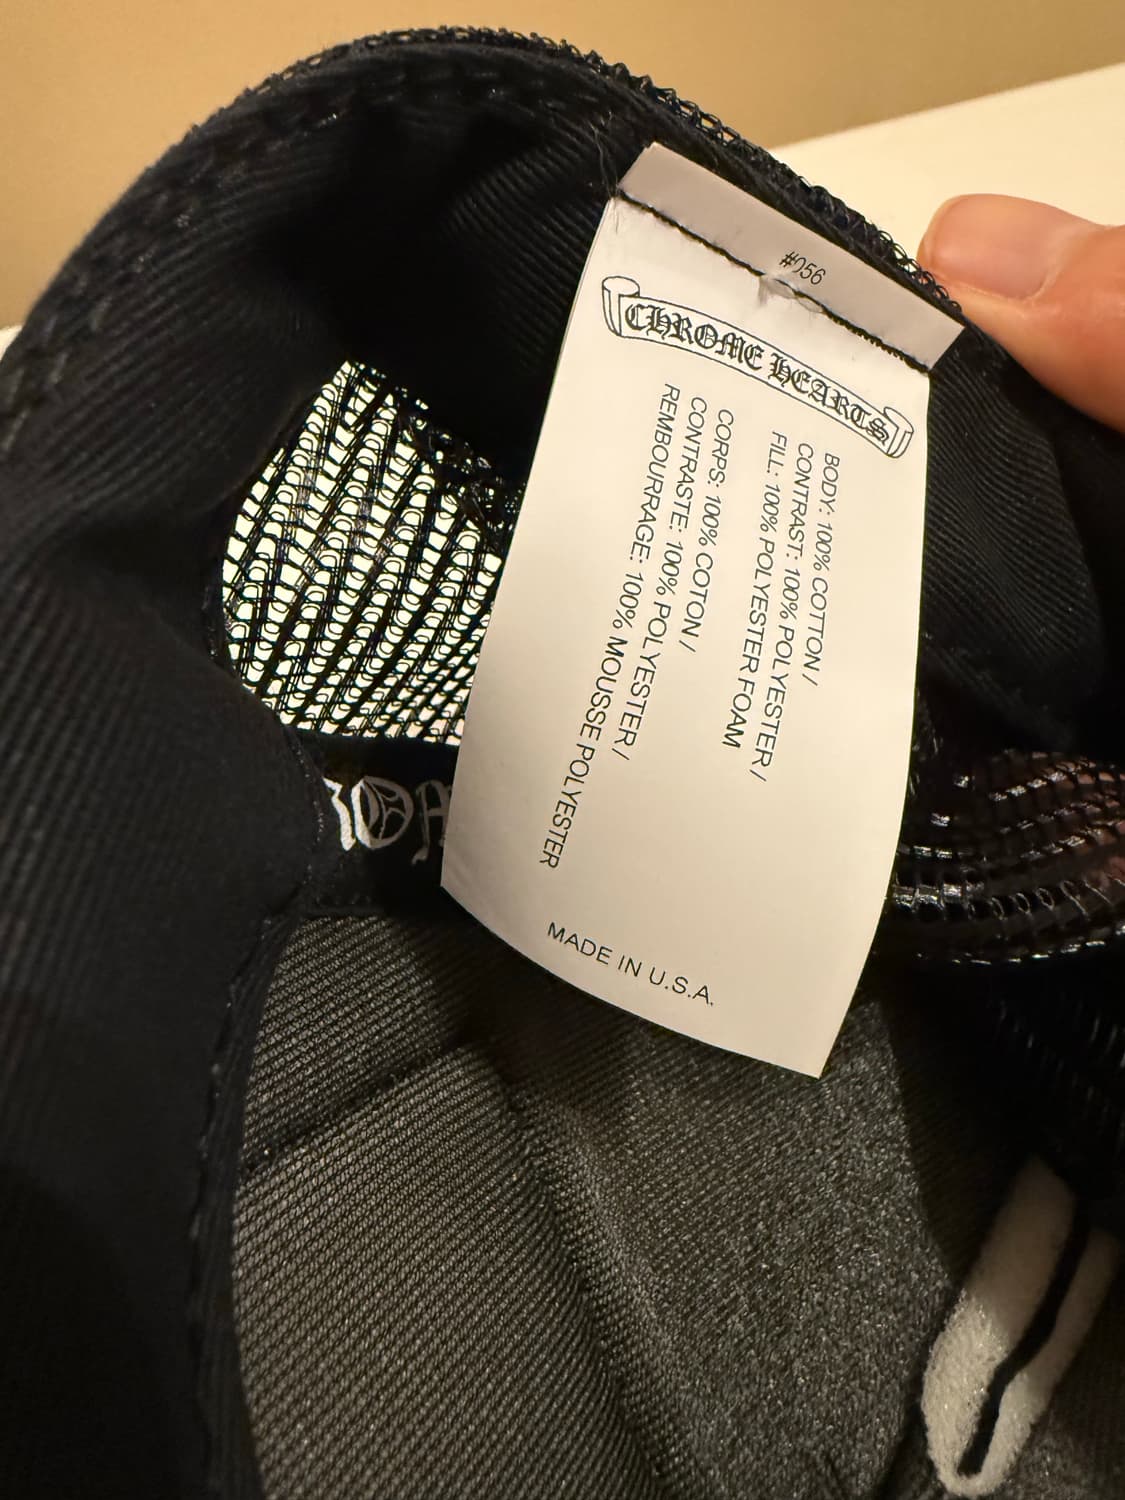 #056
CHROME HEARTS
BODY: 100% COTTON /
CONTRAST: 100% POLYESTER /
FILL: 100% POLYESTER FOAM
CORPS: 100% COTON /
CONTRASTE: 100% POLYESTER /
REMBOURRAGE: 100% MOUSSE POLYESTER
MADE IN U.S.A.